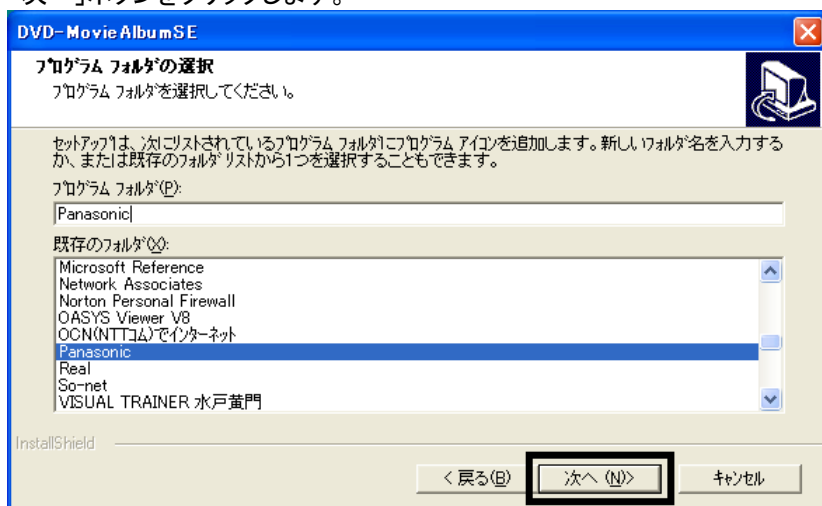 次へ]ボタンをクリックします。
DVD-MovieAlbumSE
ﾌﾟﾛｸﾞﾗﾑ ﾌｫﾙﾀﾞの選択
ﾌﾟﾛｸﾞﾗﾑ ﾌｫﾙﾀﾞを選択してください。
ｾｯﾄｱｯﾌﾟは、次にﾘｽﾄされているﾌﾟﾛｸﾞﾗﾑ ﾌｫﾙﾀﾞにﾌﾟﾛｸﾞﾗﾑ ｱｲｺﾝを追加します。新しいﾌｫﾙﾀﾞ名を入力する
か、または既存のﾌｫﾙﾀﾞ ﾘｽﾄから1つを選択することもできます。
ﾌﾟﾛｸﾞﾗﾑ ﾌｫﾙﾀﾞ(P):
Panasonic
既存のﾌｫﾙﾀﾞ(X):
Microsoft Reference
Network Associates
Norton Personal Firewall
OASYS Viewer V8
OCN(NTTｺﾑ)でｲﾝﾀｰﾈｯﾄ
Panasonic
Real
So-net
VISUAL TRAINER 水戸黄門
InstallShield
< 戻る(B)
次へ (N)>
ｷｬﾝｾﾙ